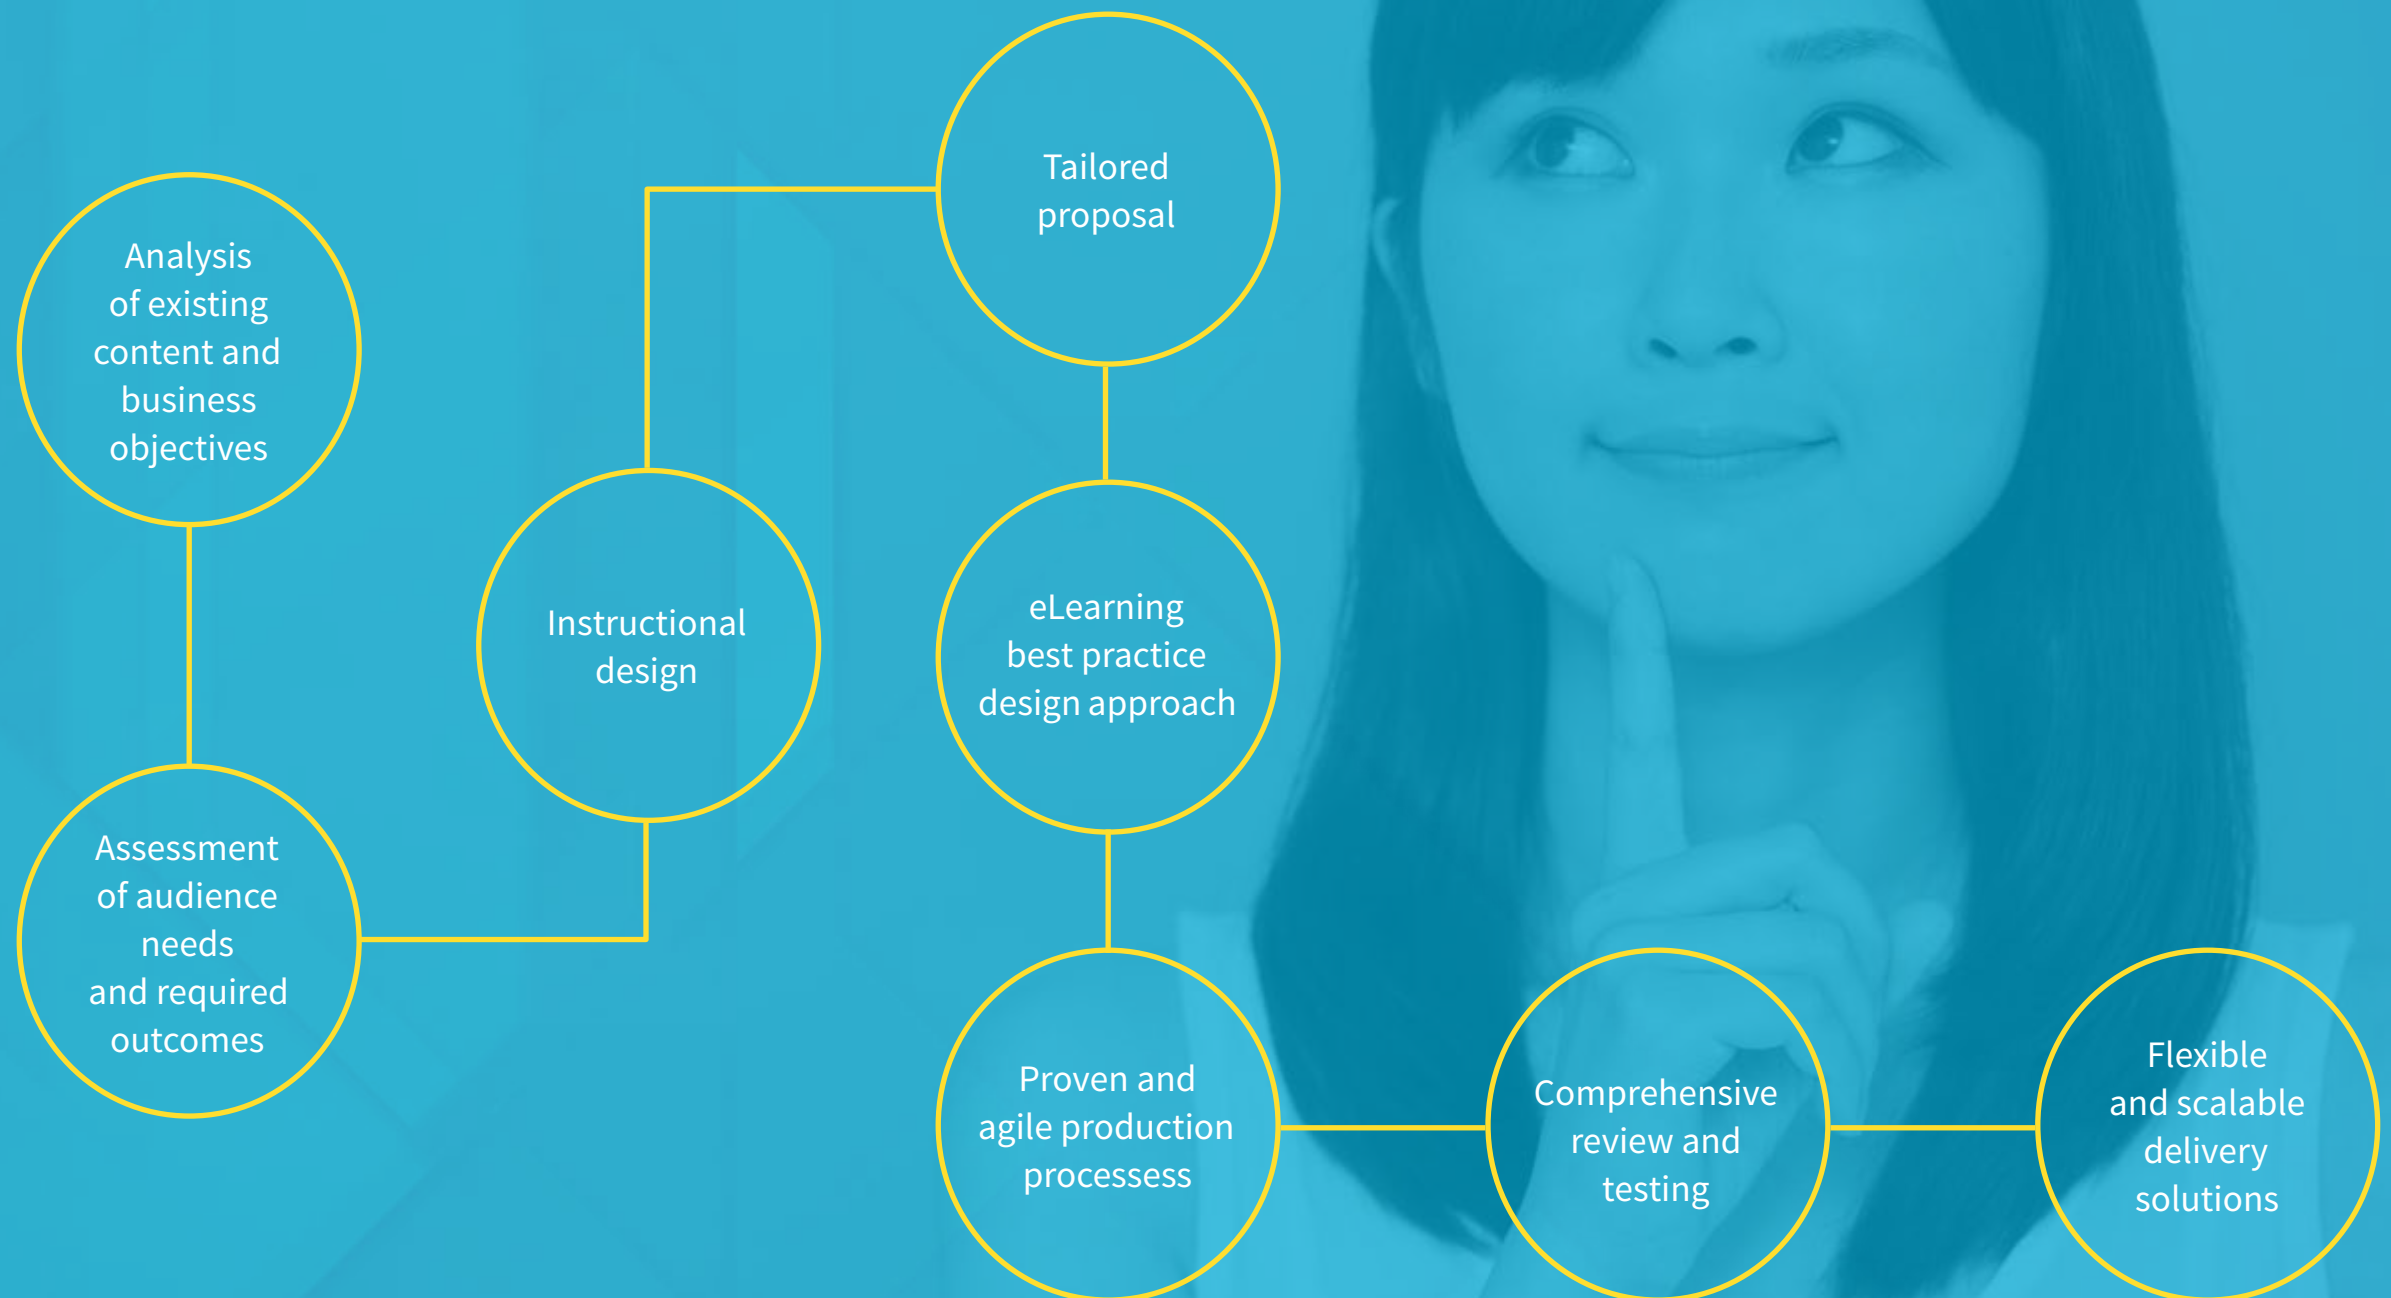 Analysis
of existing
content and
business
objectives
Assessment
of audience
needs
and required
outcomes
Instructional
design
Tailored
proposal
eLearning
best practice
design approach
Proven and
agile production
processess
Comprehensive
review and
testing
Flexible
and scalable
delivery
solutions